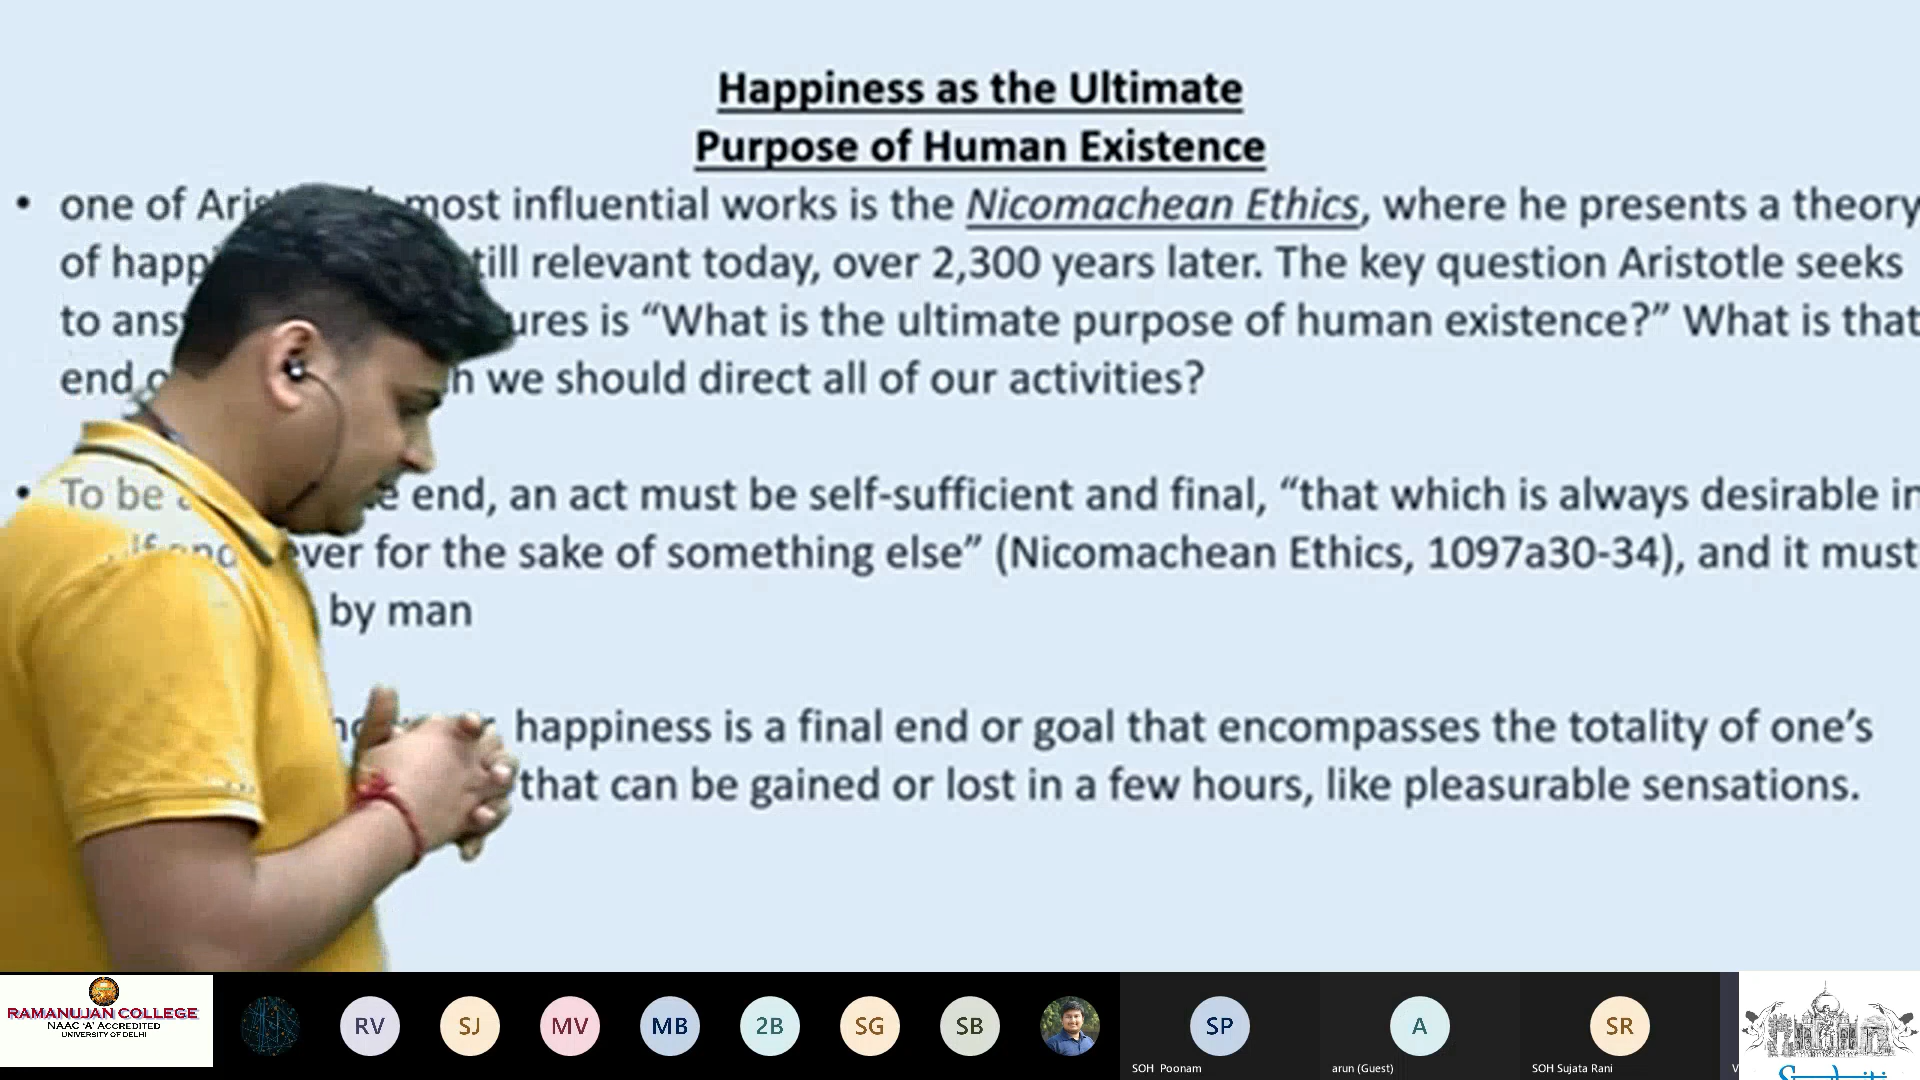 Happiness as the Ultimate
Purpose of Human Existence
• one of most influential works is the Nicomachean Ethics, where he presents a theory
of relevant today, over 2,300 years later. The key question Aristotle seeks
to is “What is the ultimate purpose of human existence?” What is that
end we should direct all of our activities?
• To be end, an act must be self-sufficient and final, “that which is always desirable in
for the sake of something else” (Nicomachean Ethics, 1097a30-34), and it must
by man
happiness is a final end or goal that encompasses the totality of one’s
that can be gained or lost in a few hours, like pleasurable sensations.
RAMANUJAN COLLEGE
NAAC ‘A’ ACCREDITED
UNIVERSITY OF DELHI
RV SJ MV MB 2B SG SB SP A SR
SOH Poonam arun (Guest) SOH Sujata Rani